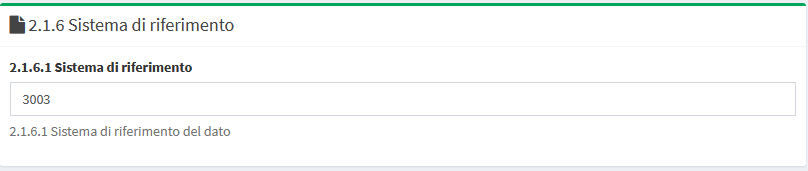 2.1.6 Sistema di riferimento
2.1.6.1 Sistema di riferimento
3003
2.1.6.1 Sistema di riferimento del dato